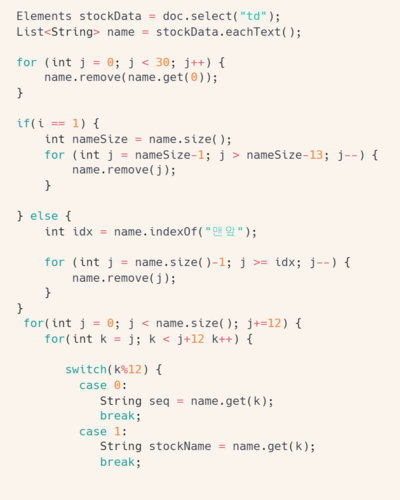 Elements stockData = doc.select("td");
List<String> name = stockData.eachText();
for (int j = 0; j < 30; j++) {
name.remove(name.get(0));
}
if(i == 1) {
int nameSize = name.size();
for (int j = nameSize-1; j > nameSize-13; j--) {
name.remove(j);
}
} else {
int idx = name.indexOf("맨앞");
for (int j = name.size()-1; j >= idx; j--) {
name.remove(j);
}
}
for(int j = 0; j < name.size(); j+=12) {
for(int k = j; k < j+12 k++) {
switch(k%12) {
case 0:
String seq = name.get(k);
break;
case 1:
String stockName = name.get(k);
break;